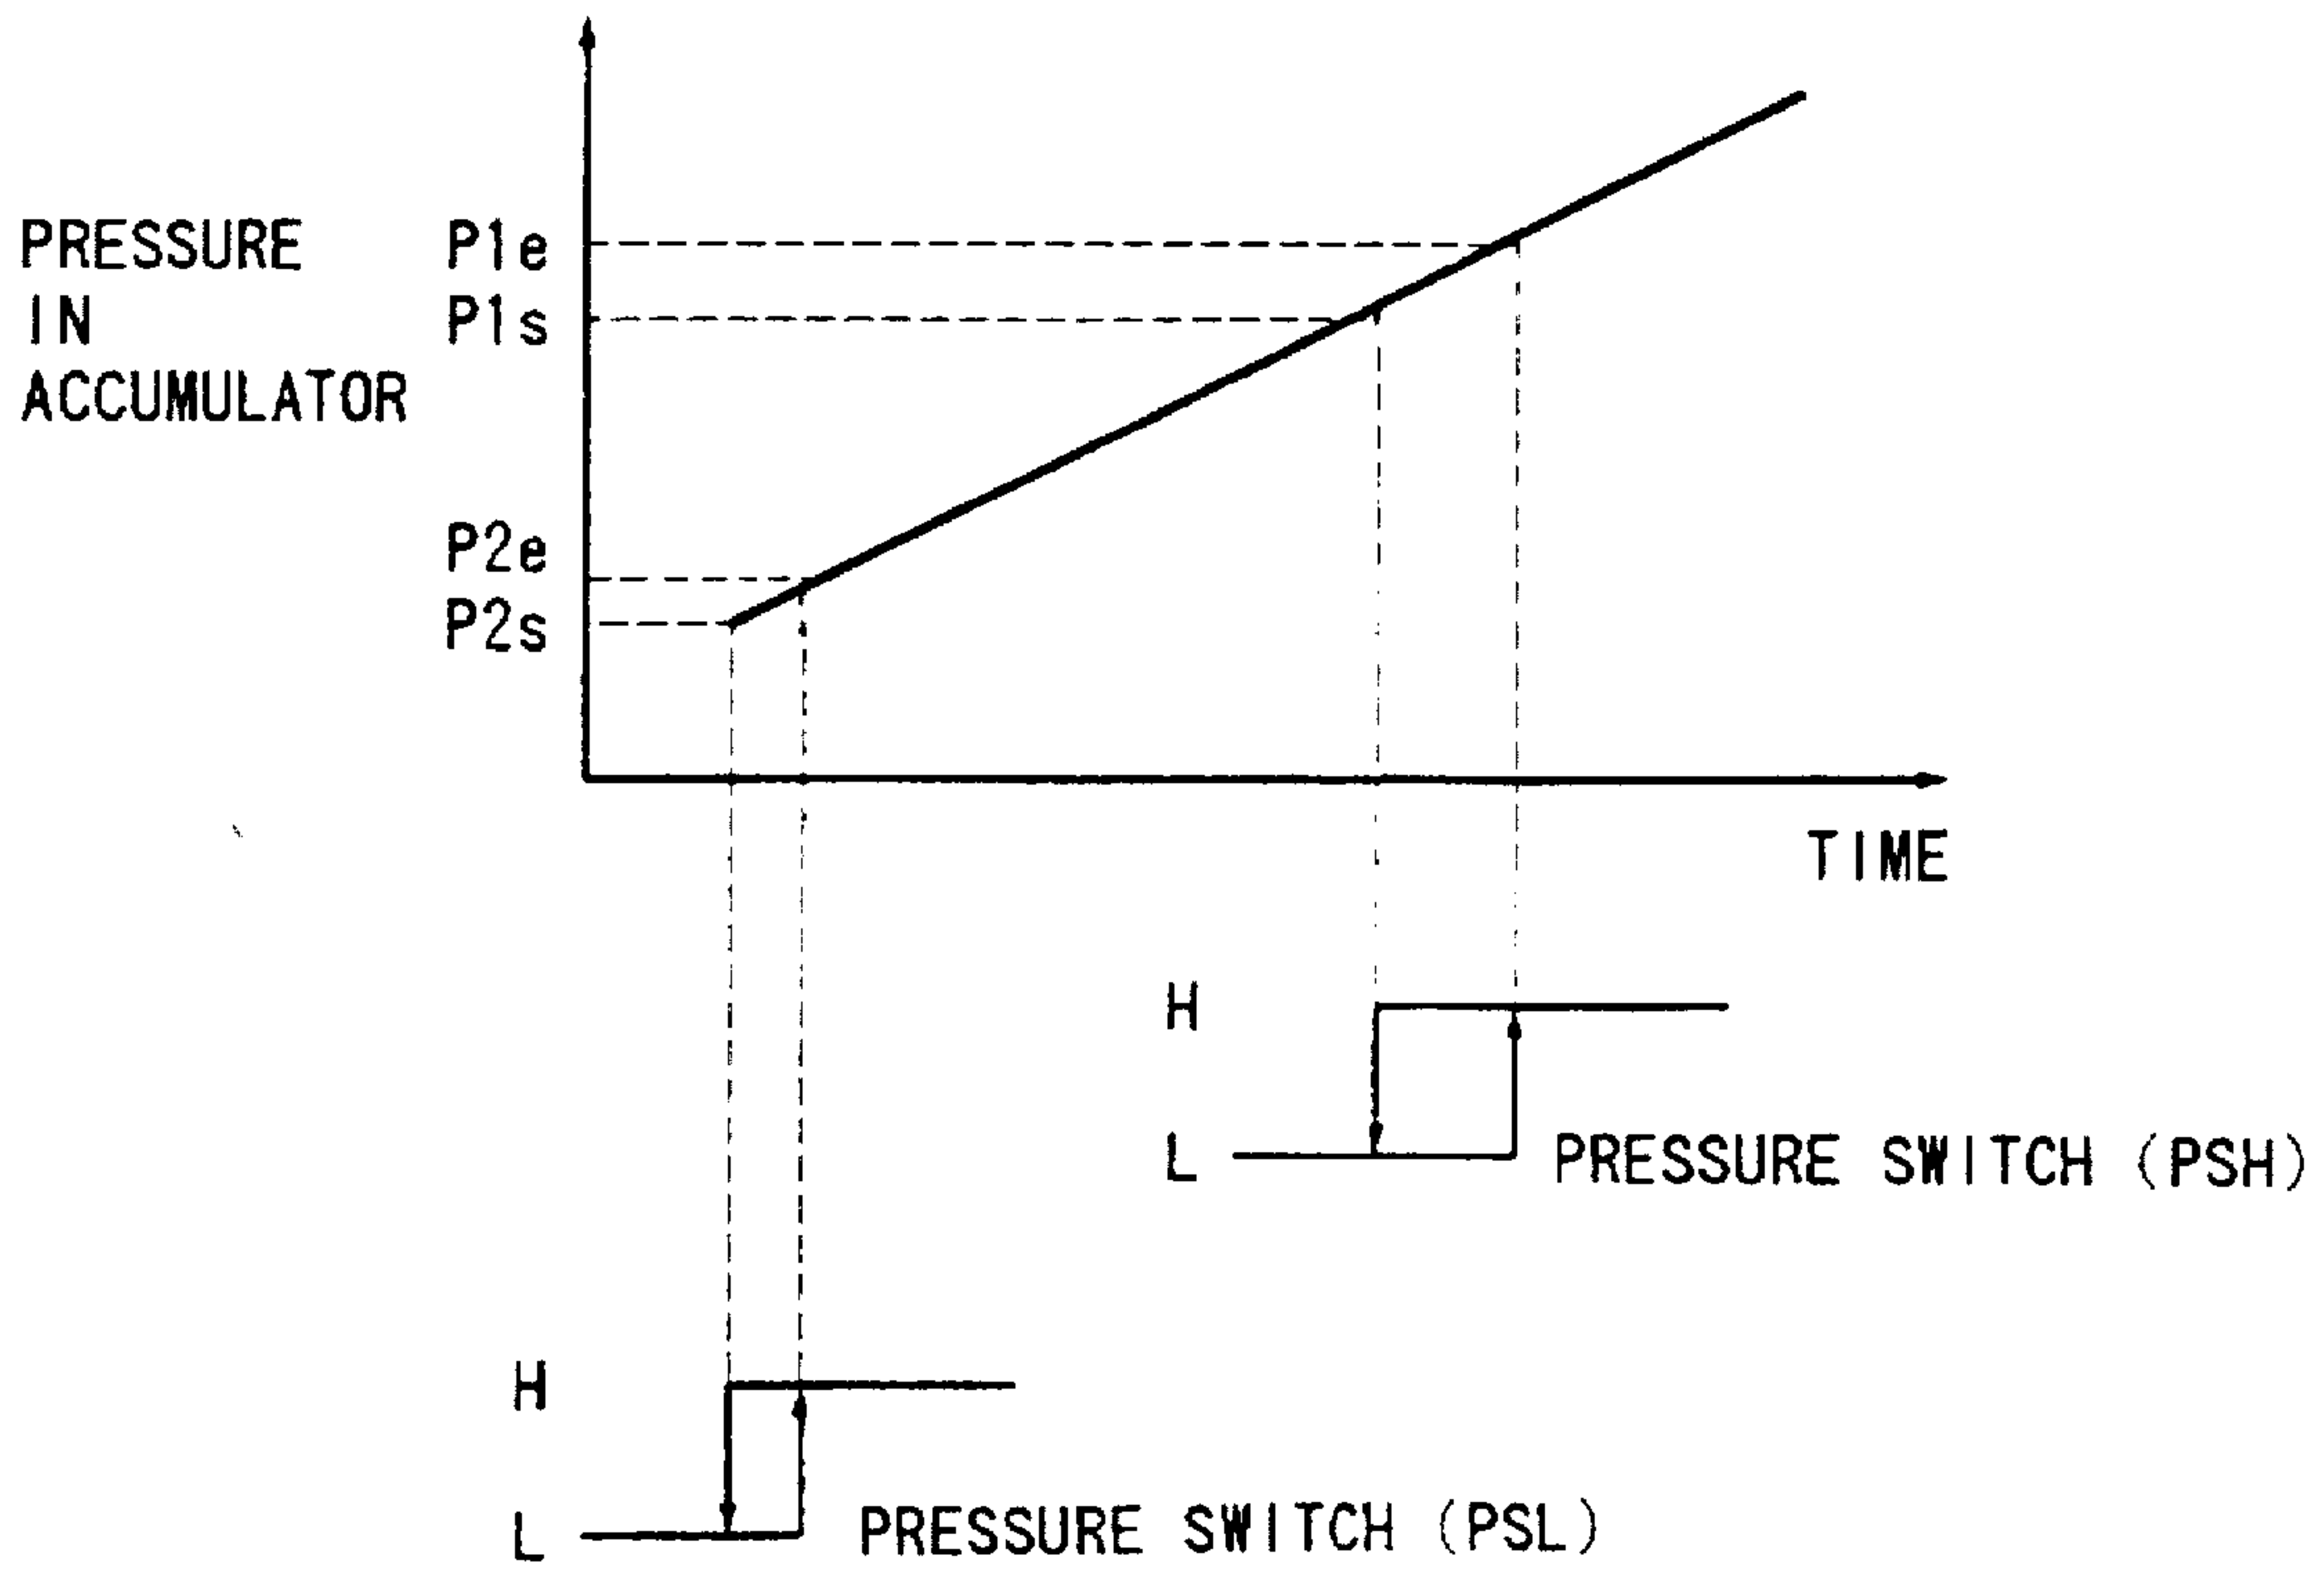 PRESSURE
IN
ACCUMULATOR
P1e
P1s
P2e
P2s
TIME
H
L
PRESSURE SWITCH (PSH)
H
L
PRESSURE SWITCH (PSL)